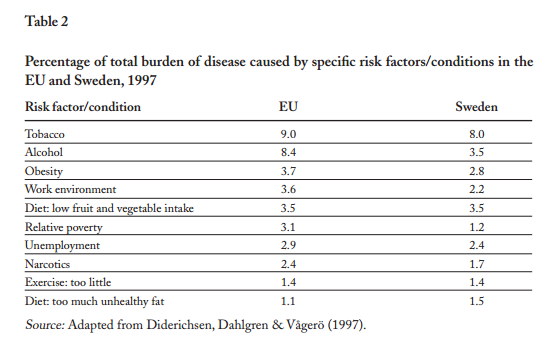 Table 2
Percentage of total burden of disease caused by specific risk factors/conditions in the
EU and Sweden, 1997
Risk factor/condition EU Sweden
Tobacco 9.0 8.0
Alcohol 8.4 3.5
Obesity 3.7 2.8
Work environment 3.6 2.2
Diet: low fruit and vegetable intake 3.5 3.5
Relative poverty 3.1 1.2
Unemployment 2.9 2.4
Narcotics 2.4 1.7
Exercise: too little 1.4 1.4
Diet: too much unhealthy fat 1.1 1.5
Source: Adapted from Diderichsen, Dahlgren & Vågerö (1997).